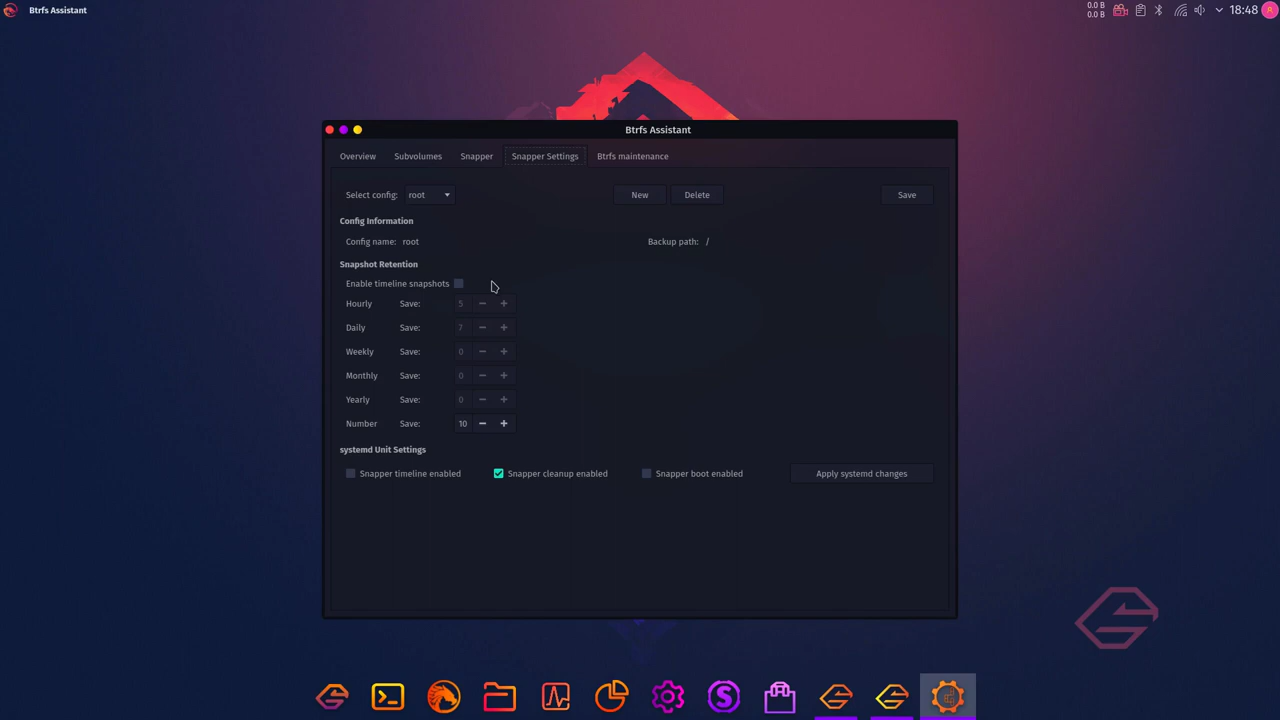 Btrfs Assistant
0.0 B
0.0 B
18:48
Btrfs Assistant
Overview Subvolumes Snapper Snapper Settings Btrfs maintenance
Select config: root New Delete Save
Config Information
Config name: root Backup path: /
Snapshot Retention
Enable timeline snapshots
Hourly Save: 5 − +
Daily Save: 7 − +
Weekly Save: 0 − +
Monthly Save: 0 − +
Yearly Save: 0 − +
Number Save: 10 − +
systemd Unit Settings
Snapper timeline enabled Snapper cleanup enabled Snapper boot enabled Apply systemd changes